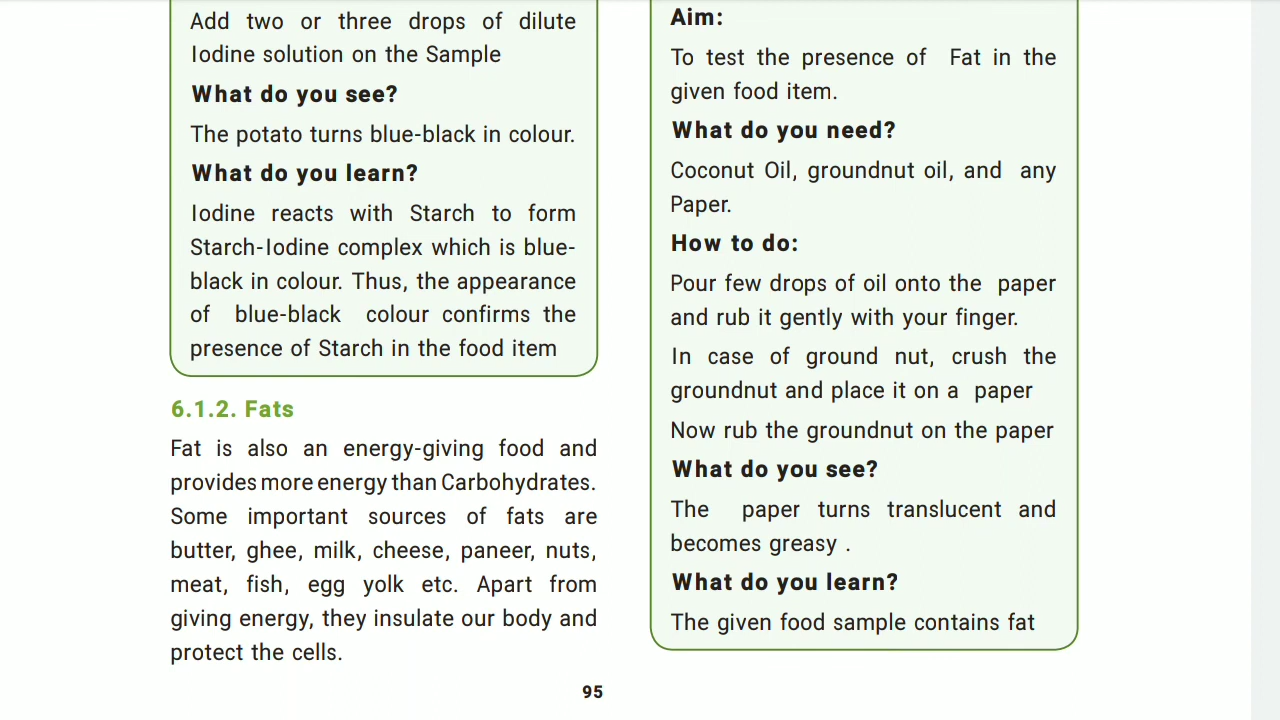 Add two or three drops of dilute
Iodine solution on the Sample
What do you see?
The potato turns blue-black in colour.
What do you learn?
Iodine reacts with Starch to form
Starch-Iodine complex which is blue-
black in colour. Thus, the appearance
of blue-black colour confirms the
presence of Starch in the food item
6.1.2. Fats
Fat is also an energy-giving food and
provides more energy than Carbohydrates.
Some important sources of fats are
butter, ghee, milk, cheese, paneer, nuts,
meat, fish, egg yolk etc. Apart from
giving energy, they insulate our body and
protect the cells.
Aim:
To test the presence of Fat in the
given food item.
What do you need?
Coconut Oil, groundnut oil, and any
Paper.
How to do:
Pour few drops of oil onto the paper
and rub it gently with your finger.
In case of ground nut, crush the
groundnut and place it on a paper
Now rub the groundnut on the paper
What do you see?
The paper turns translucent and
becomes greasy .
What do you learn?
The given food sample contains fat
95